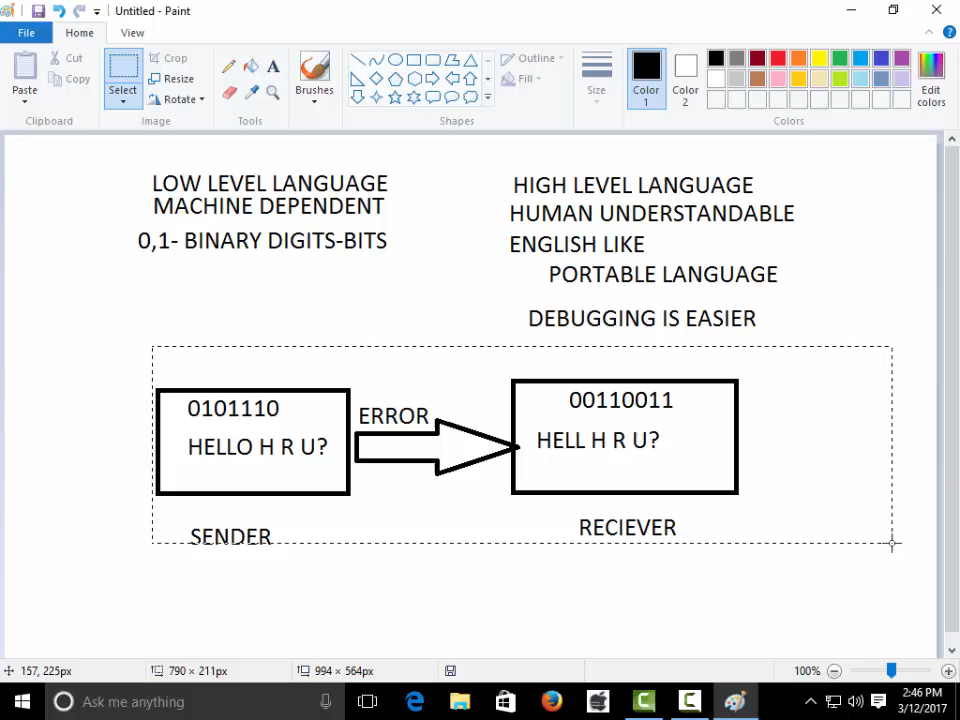 Untitled - Paint
File
Home
View
Paste
Cut
Copy
Clipboard
Select
Crop
Resize
Rotate
Image
A
Tools
Brushes
Outline
Fill
Shapes
Size
Color
1
Color
2
Edit
colors
Colors
LOW LEVEL LANGUAGE
MACHINE DEPENDENT
0,1- BINARY DIGITS-BITS
HIGH LEVEL LANGUAGE
HUMAN UNDERSTANDABLE
ENGLISH LIKE
PORTABLE LANGUAGE
DEBUGGING IS EASIER
0101110
HELLO H R U?
ERROR
00110011
HELL H R U?
SENDER
RECIEVER
157, 225px
790 × 211px
994 × 564px
100%
Ask me anything
2:46 PM
3/12/2017